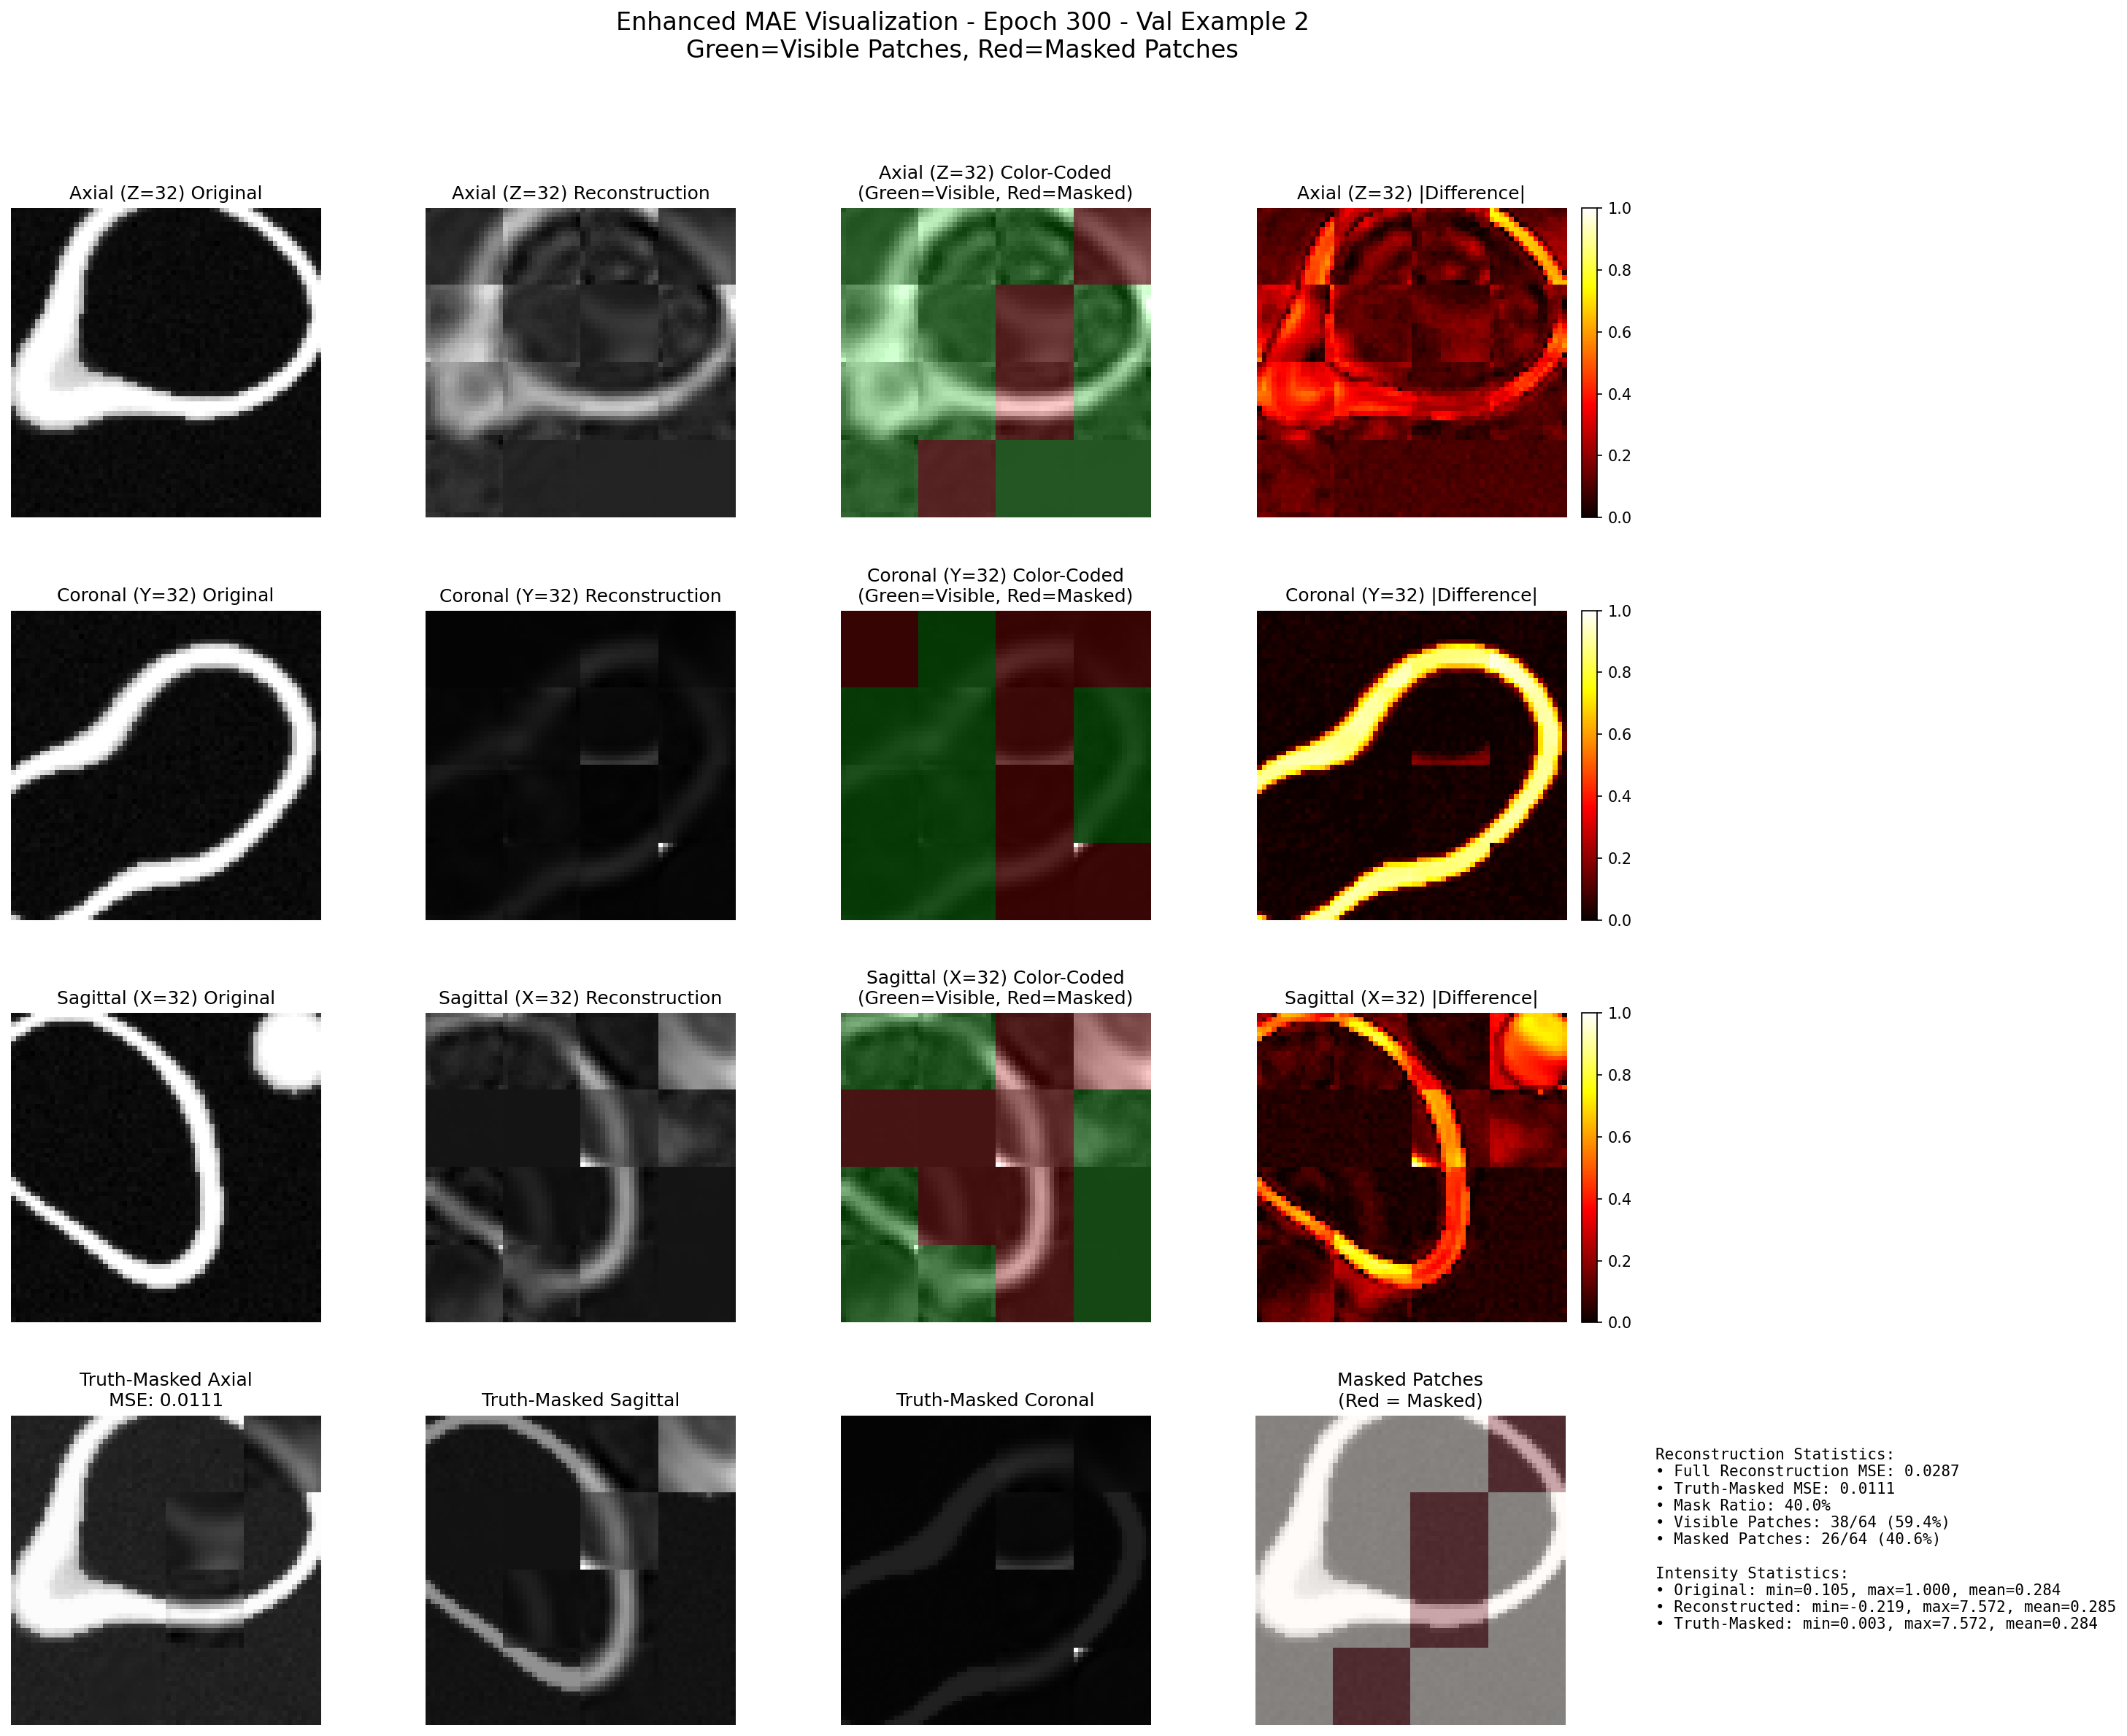 Enhanced MAE Visualization - Epoch 300 - Val Example 2
Green=Visible Patches, Red=Masked Patches
Axial (Z=32) Original
Axial (Z=32) Reconstruction
Axial (Z=32) Color-Coded
(Green=Visible, Red=Masked)
Axial (Z=32) |Difference|
1.0
0.8
0.6
0.4
0.2
0.0
Coronal (Y=32) Original
Coronal (Y=32) Reconstruction
Coronal (Y=32) Color-Coded
(Green=Visible, Red=Masked)
Coronal (Y=32) |Difference|
1.0
0.8
0.6
0.4
0.2
0.0
Sagittal (X=32) Original
Sagittal (X=32) Reconstruction
Sagittal (X=32) Color-Coded
(Green=Visible, Red=Masked)
Sagittal (X=32) |Difference|
1.0
0.8
0.6
0.4
0.2
0.0
Truth-Masked Axial
MSE: 0.0111
Truth-Masked Sagittal
Truth-Masked Coronal
Masked Patches
(Red = Masked)
Reconstruction Statistics:
• Full Reconstruction MSE: 0.0287
• Truth-Masked MSE: 0.0111
• Mask Ratio: 40.0%
• Visible Patches: 38/64 (59.4%)
• Masked Patches: 26/64 (40.6%)
Intensity Statistics:
• Original: min=0.105, max=1.000, mean=0.284
• Reconstructed: min=-0.219, max=7.572, mean=0.285
• Truth-Masked: min=0.003, max=7.572, mean=0.284